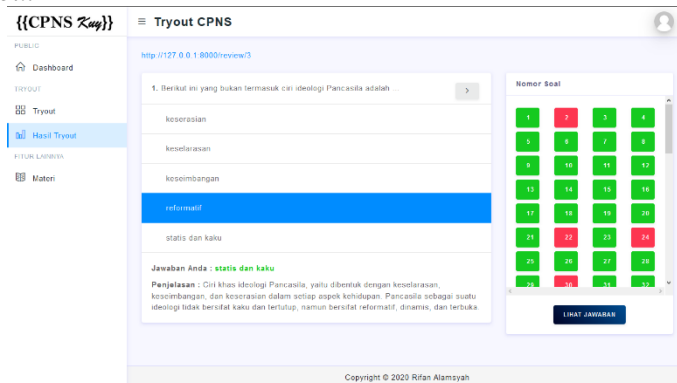 {{CPNS Kuy}}
≡ Tryout CPNS
PUBLIC
Dashboard
TRYOUT
Tryout
Hasil Tryout
FITUR LAINNYA
Materi
http://127.0.0.1:8000/review/3
1. Berikut ini yang bukan termasuk ciri ideologi Pancasila adalah ...
>
keserasian
keselarasan
keseimbangan
reformatif
statis dan kaku
Jawaban Anda : statis dan kaku
Penjelasan : Ciri khas ideologi Pancasila, yaitu dibentuk dengan keselarasan,
keseimbangan, dan keserasian dalam setiap aspek kehidupan. Pancasila sebagai suatu
ideologi tidak bersifat kaku dan tertutup, namun bersifat reformatif, dinamis, dan terbuka.
Nomor Soal
1 2 3 4
5 6 7 8
9 10 11 12
13 14 15 16
17 18 19 20
21 22 23 24
25 26 27 28
29 30 31 32
LIHAT JAWABAN
Copyright © 2020 Rifan Alamsyah